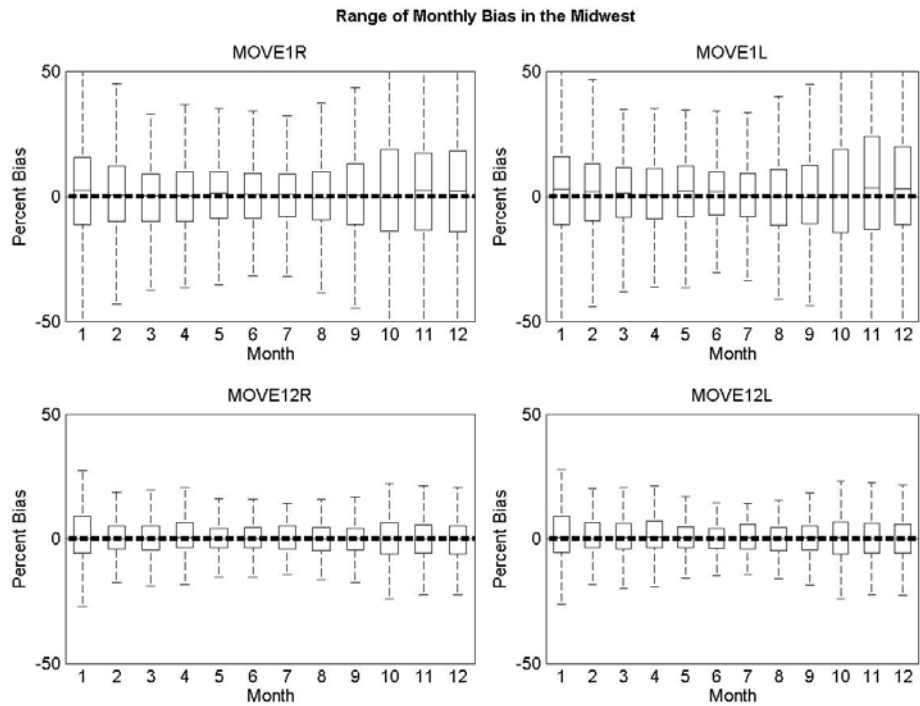 Range of Monthly Bias in the Midwest
MOVE1R
50
0
-50
Percent Bias
1 2 3 4 5 6 7 8 9 10 11 12
Month
MOVE1L
50
0
-50
Percent Bias
1 2 3 4 5 6 7 8 9 10 11 12
Month
MOVE12R
50
0
-50
Percent Bias
1 2 3 4 5 6 7 8 9 10 11 12
Month
MOVE12L
50
0
-50
Percent Bias
1 2 3 4 5 6 7 8 9 10 11 12
Month